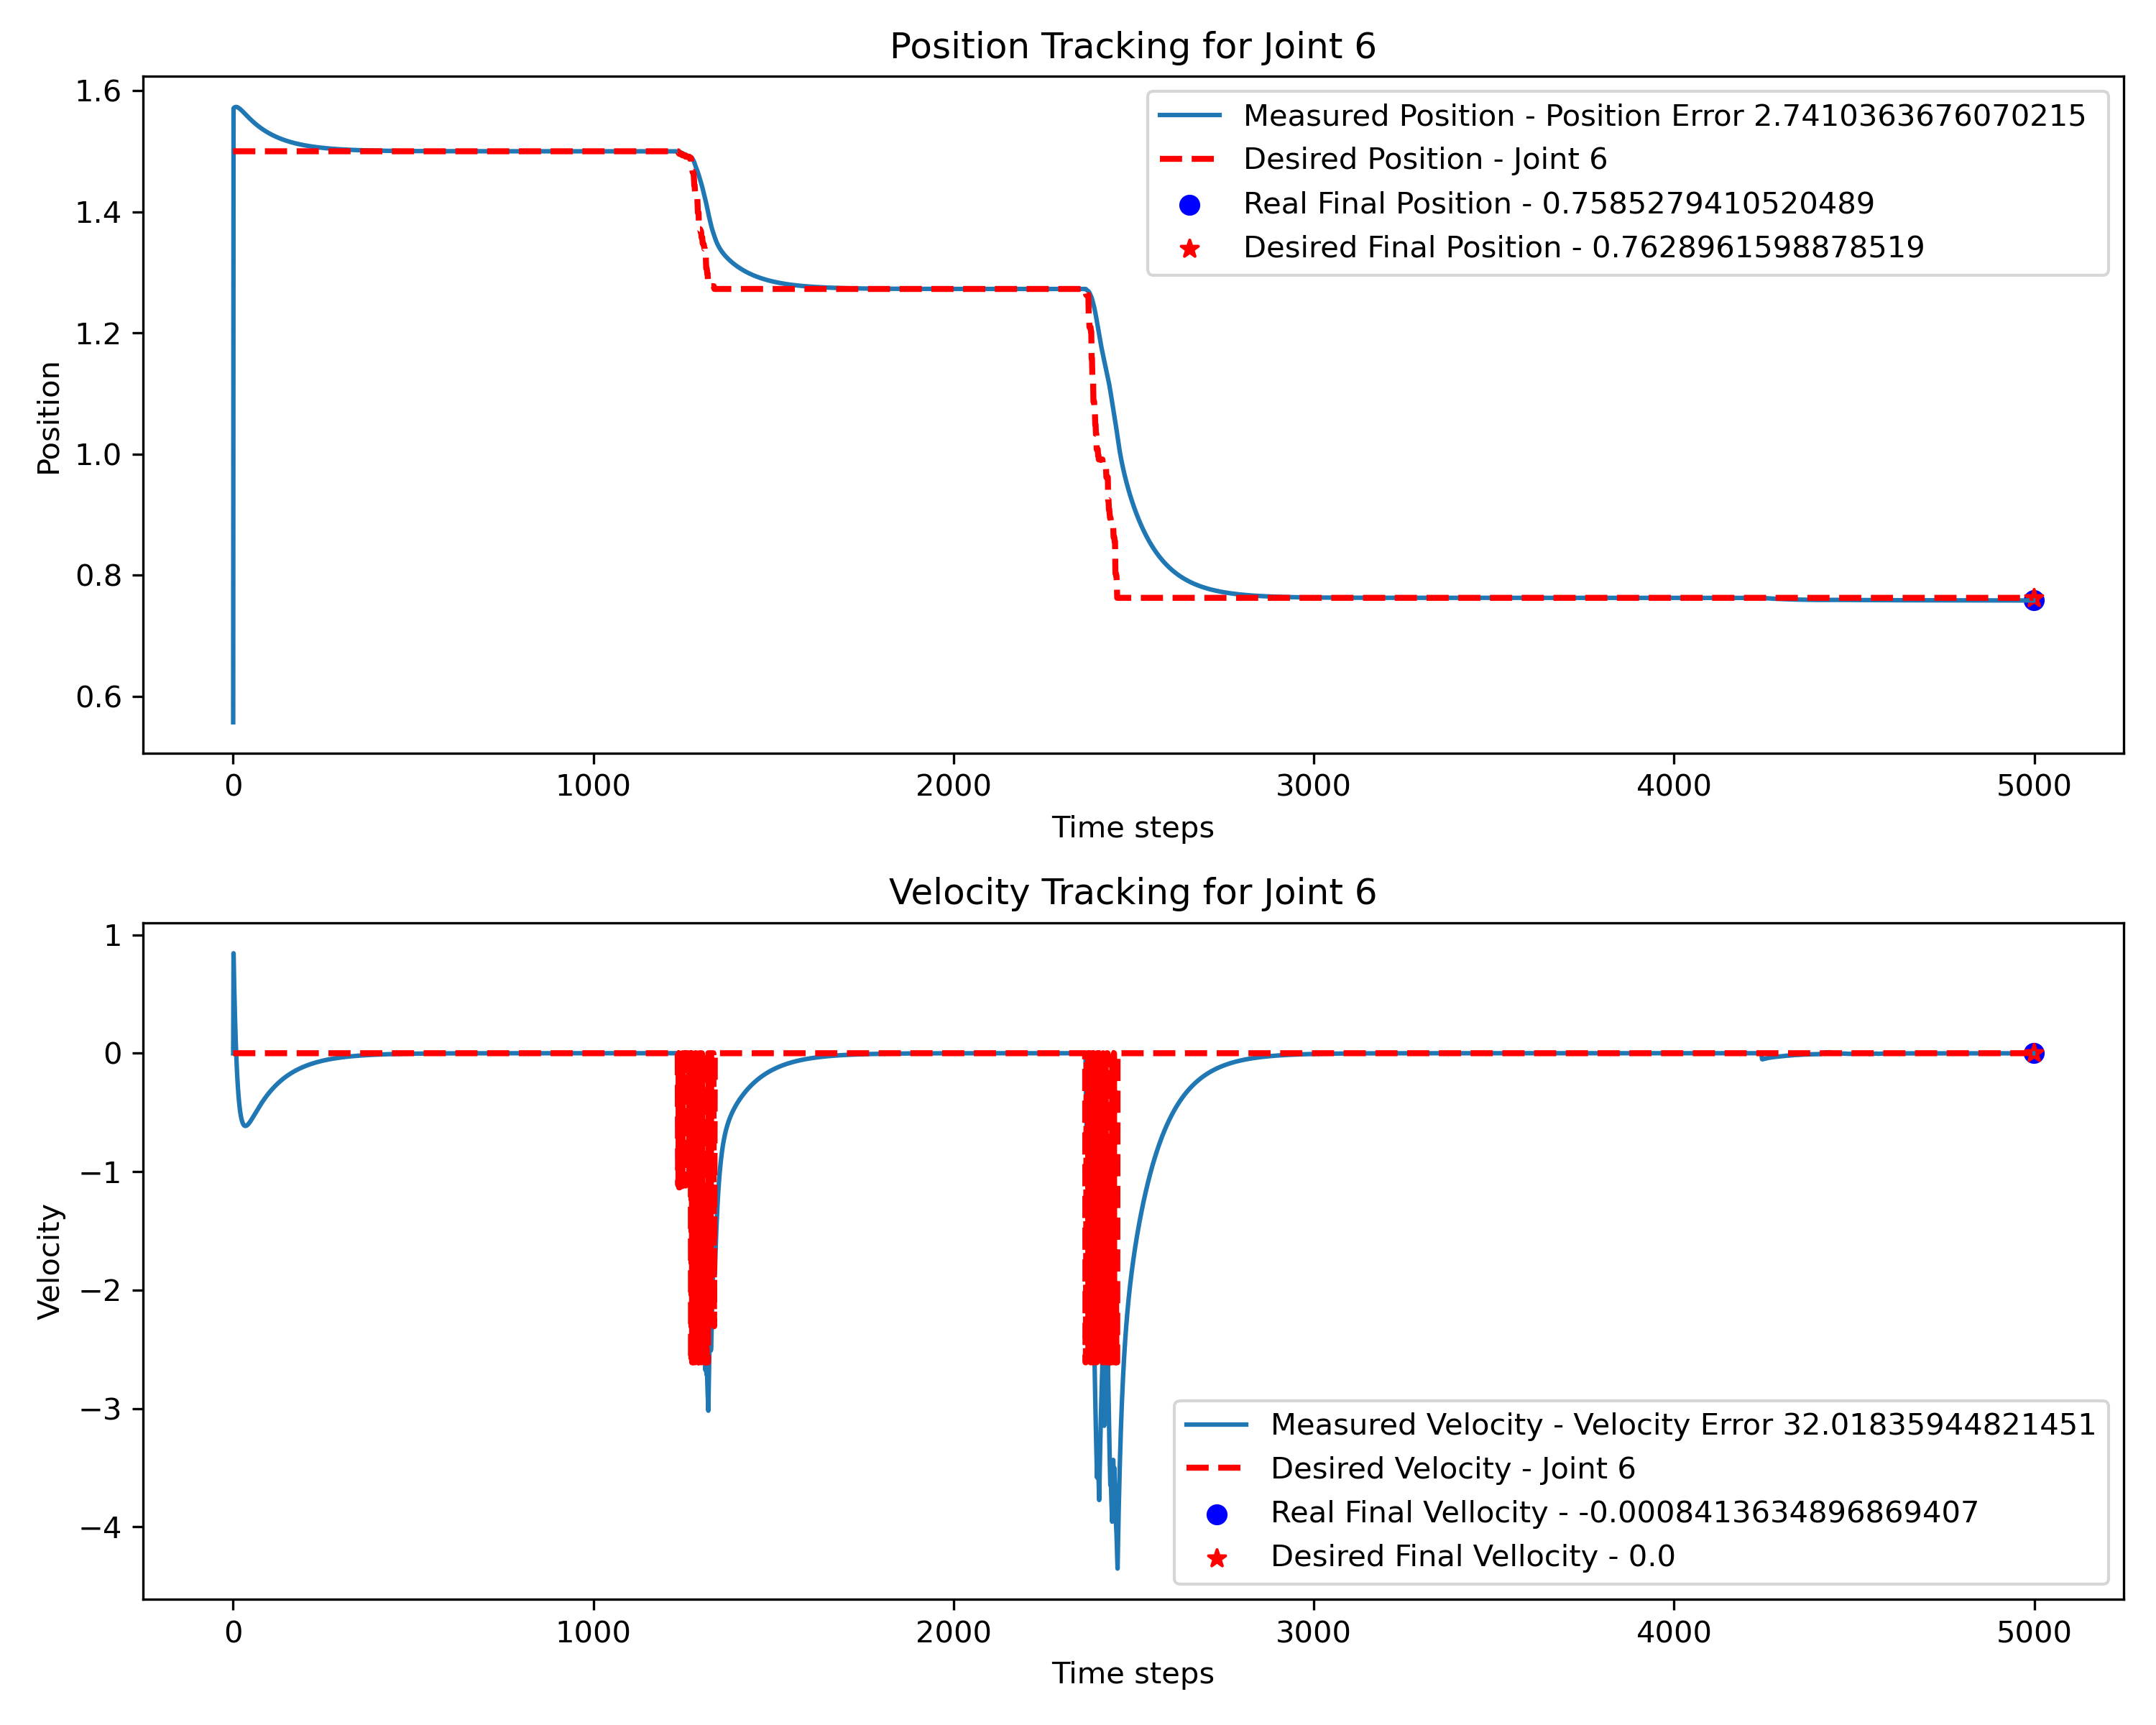 Position Tracking for Joint 6
1.6
1.4
1.2
1.0
0.8
0.6
Position
Measured Position - Position Error 2.7410363676070215
Desired Position - Joint 6
Real Final Position - 0.7585279410520489
Desired Final Position - 0.7628961598878519
0 1000 2000 3000 4000 5000
Time steps
Velocity Tracking for Joint 6
1
0
−1
−2
−3
−4
Velocity
Measured Velocity - Velocity Error 32.01835944821451
Desired Velocity - Joint 6
Real Final Vellocity - -0.0008413634896869407
Desired Final Vellocity - 0.0
0 1000 2000 3000 4000 5000
Time steps